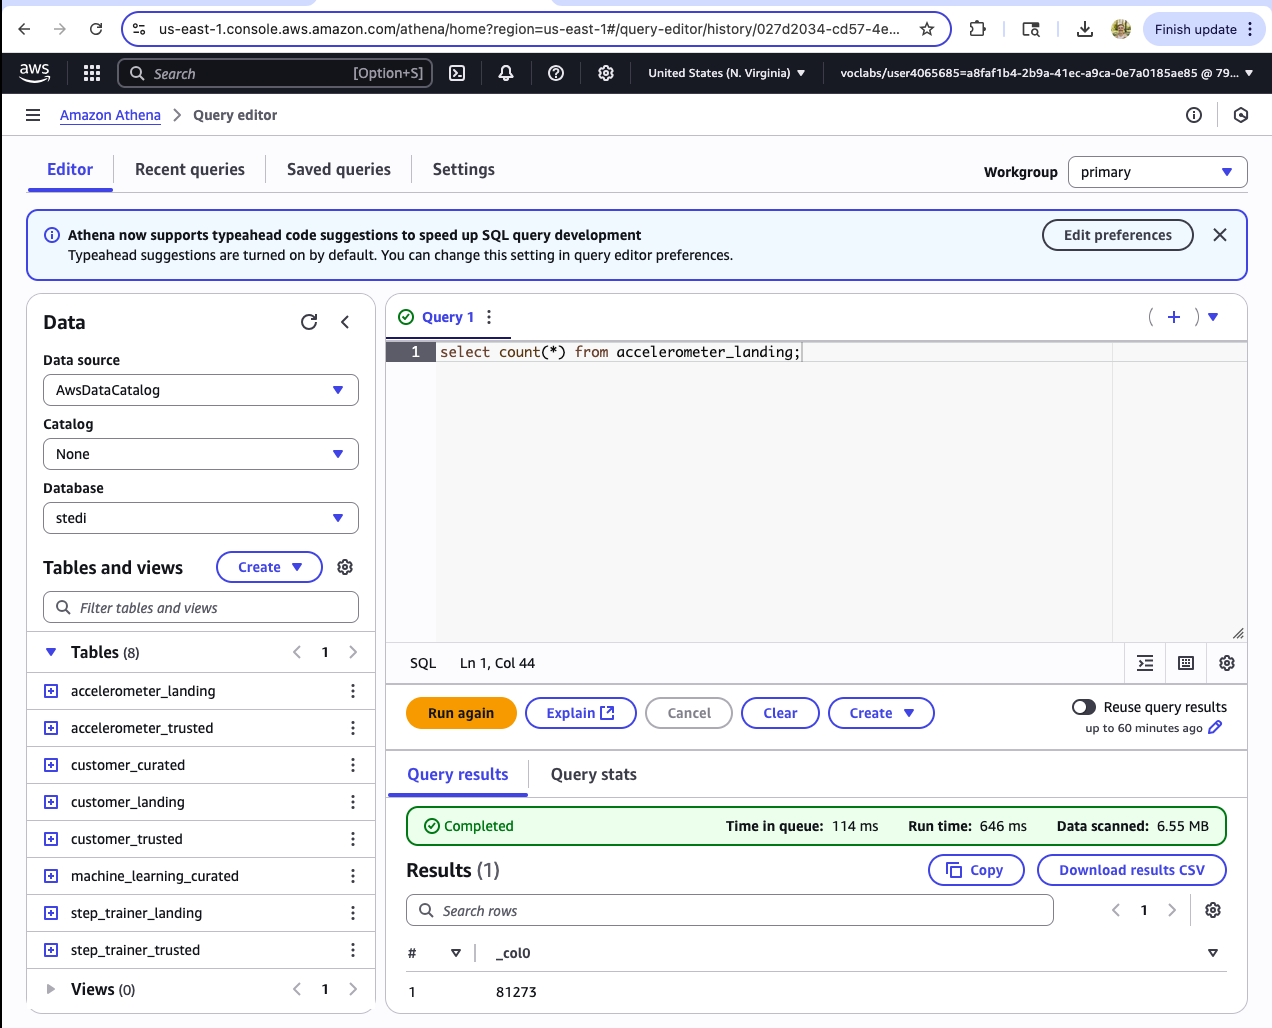 us-east-1.console.aws.amazon.com/athena/home?region=us-east-1#/query-editor/history/027d2034-cd57-4e...
Finish update
aws
Search
[Option+S]
United States (N. Virginia)
voclabs/user4065685=a8faf1b4-2b9a-41ec-a9ca-0e7a0185ae85 @ 79...
Amazon Athena
Query editor
Editor
Recent queries
Saved queries
Settings
Workgroup
primary
Athena now supports typeahead code suggestions to speed up SQL query development
Typeahead suggestions are turned on by default. You can change this setting in query editor preferences.
Edit preferences
Data
Data source
AwsDataCatalog
Catalog
None
Database
stedi
Tables and views
Create
Filter tables and views
Tables (8)
1
accelerometer_landing
accelerometer_trusted
customer_curated
customer_landing
customer_trusted
machine_learning_curated
step_trainer_landing
step_trainer_trusted
Views (0)
1
Query 1
1
select count(*) from accelerometer_landing;
SQL
Ln 1, Col 44
Run again
Explain
Cancel
Clear
Create
Reuse query results
up to 60 minutes ago
Query results
Query stats
Completed
Time in queue: 114 ms
Run time: 646 ms
Data scanned: 6.55 MB
Results (1)
Copy
Download results CSV
Search rows
1
#
_col0
1
81273